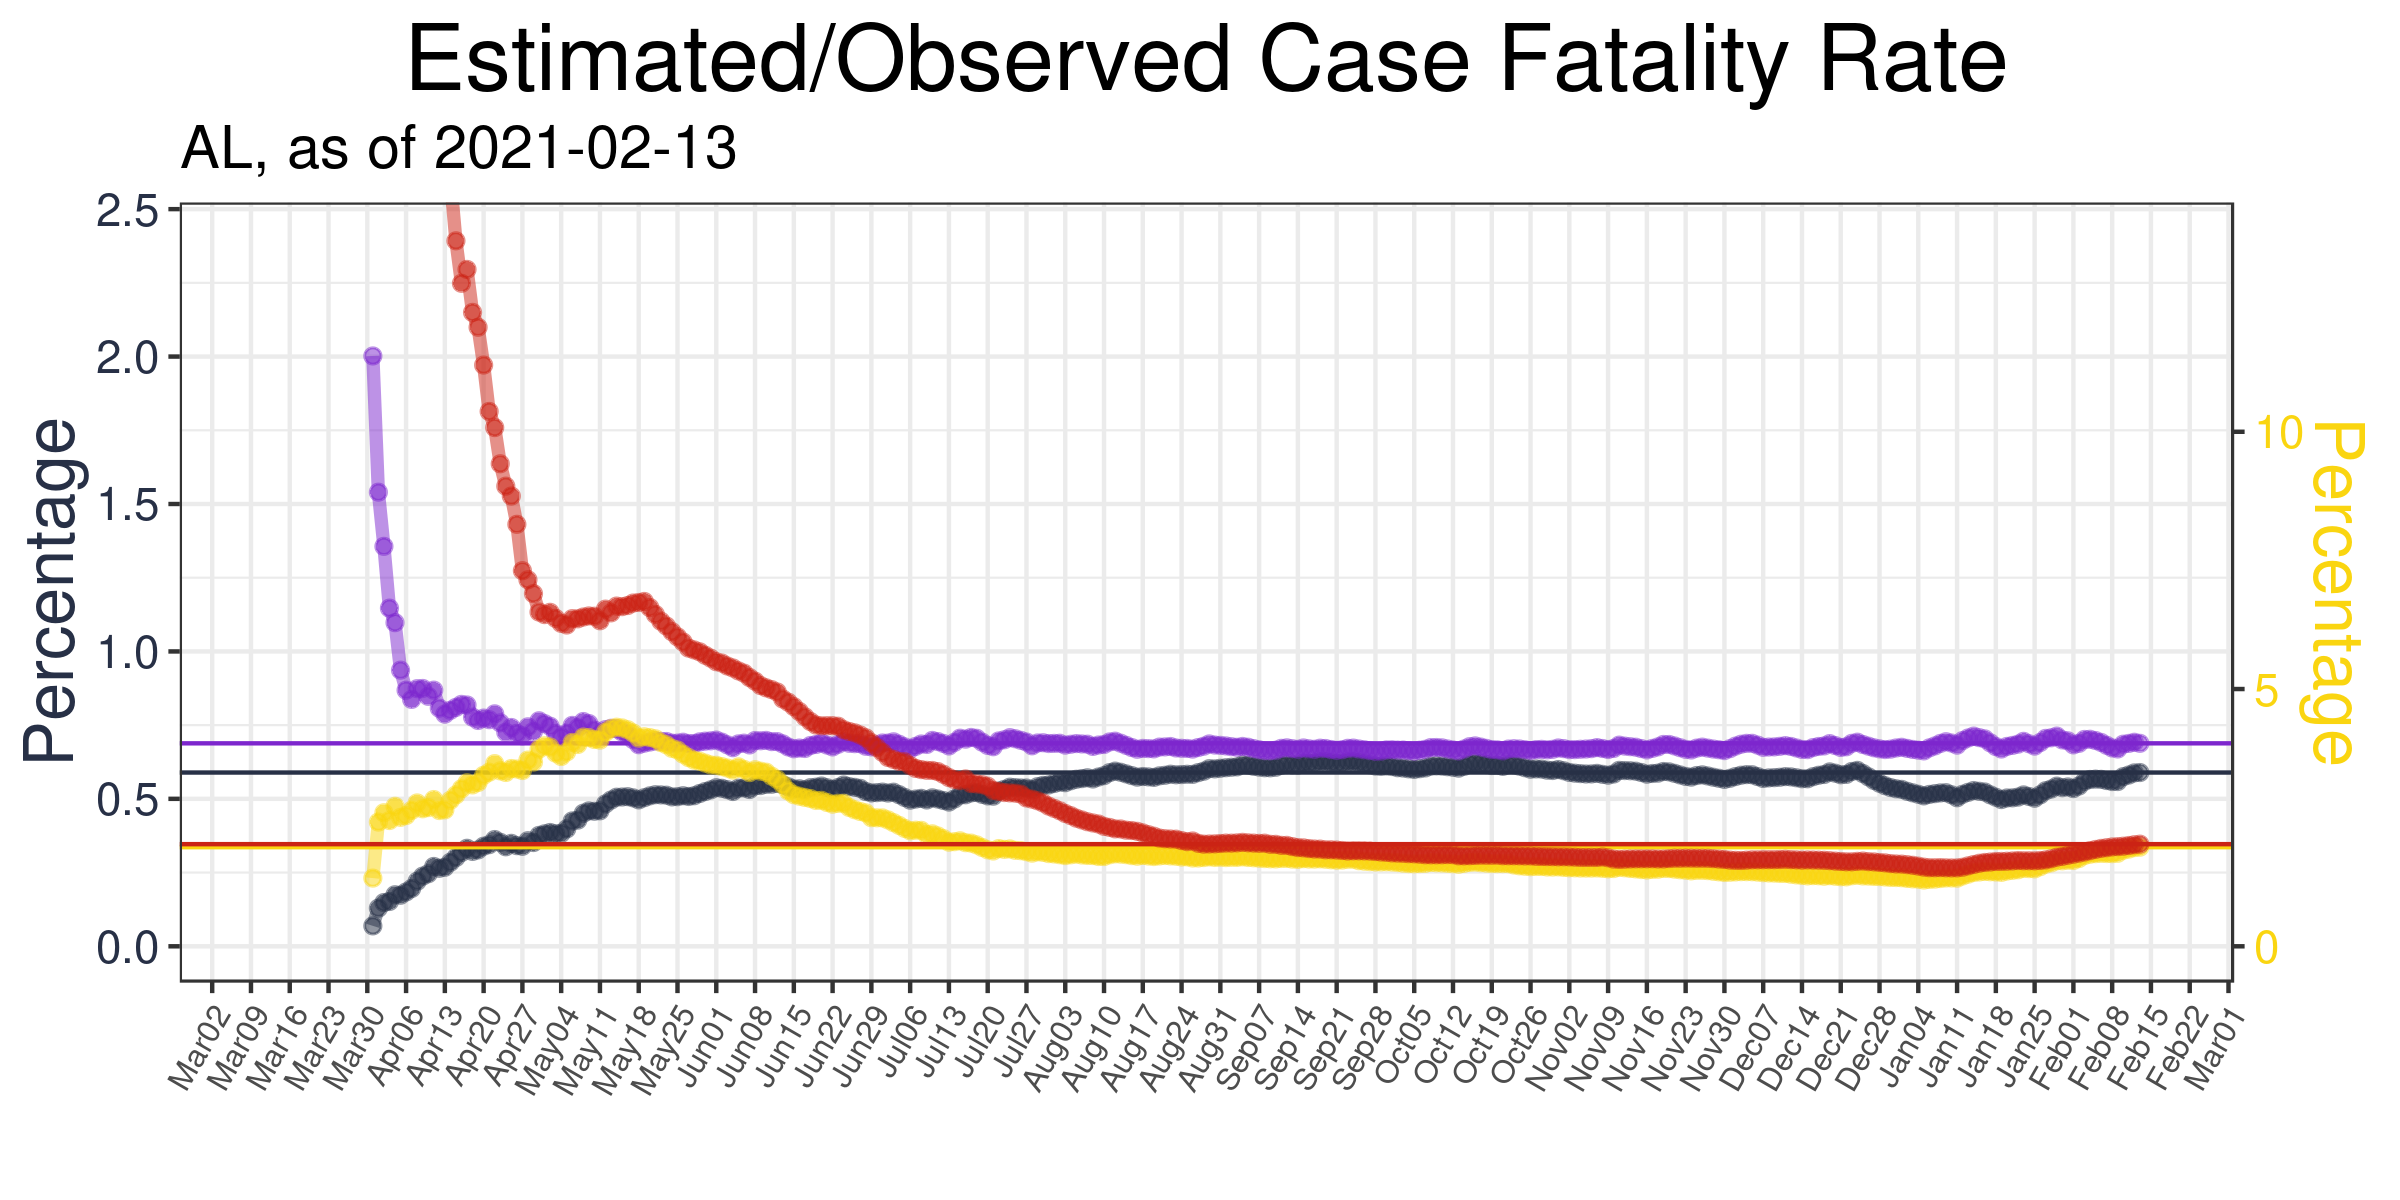 Estimated/Observed Case Fatality Rate
AL, as of 2021-02-13
Percentage
2.5
2.0
1.5
1.0
0.5
0.0
10
5
0
Percentage
Mar02
Mar09
Mar16
Mar23
Mar30
Apr06
Apr13
Apr20
Apr27
May04
May11
May18
May25
Jun01
Jun08
Jun15
Jun22
Jun29
Jul06
Jul13
Jul20
Jul27
Aug03
Aug10
Aug17
Aug24
Aug31
Sep07
Sep14
Sep21
Sep28
Oct05
Oct12
Oct19
Oct26
Nov02
Nov09
Nov16
Nov23
Nov30
Dec07
Dec14
Dec21
Dec28
Dec04
Jan11
Jan18
Jan25
Feb01
Feb08
Feb15
Feb22
Mar01